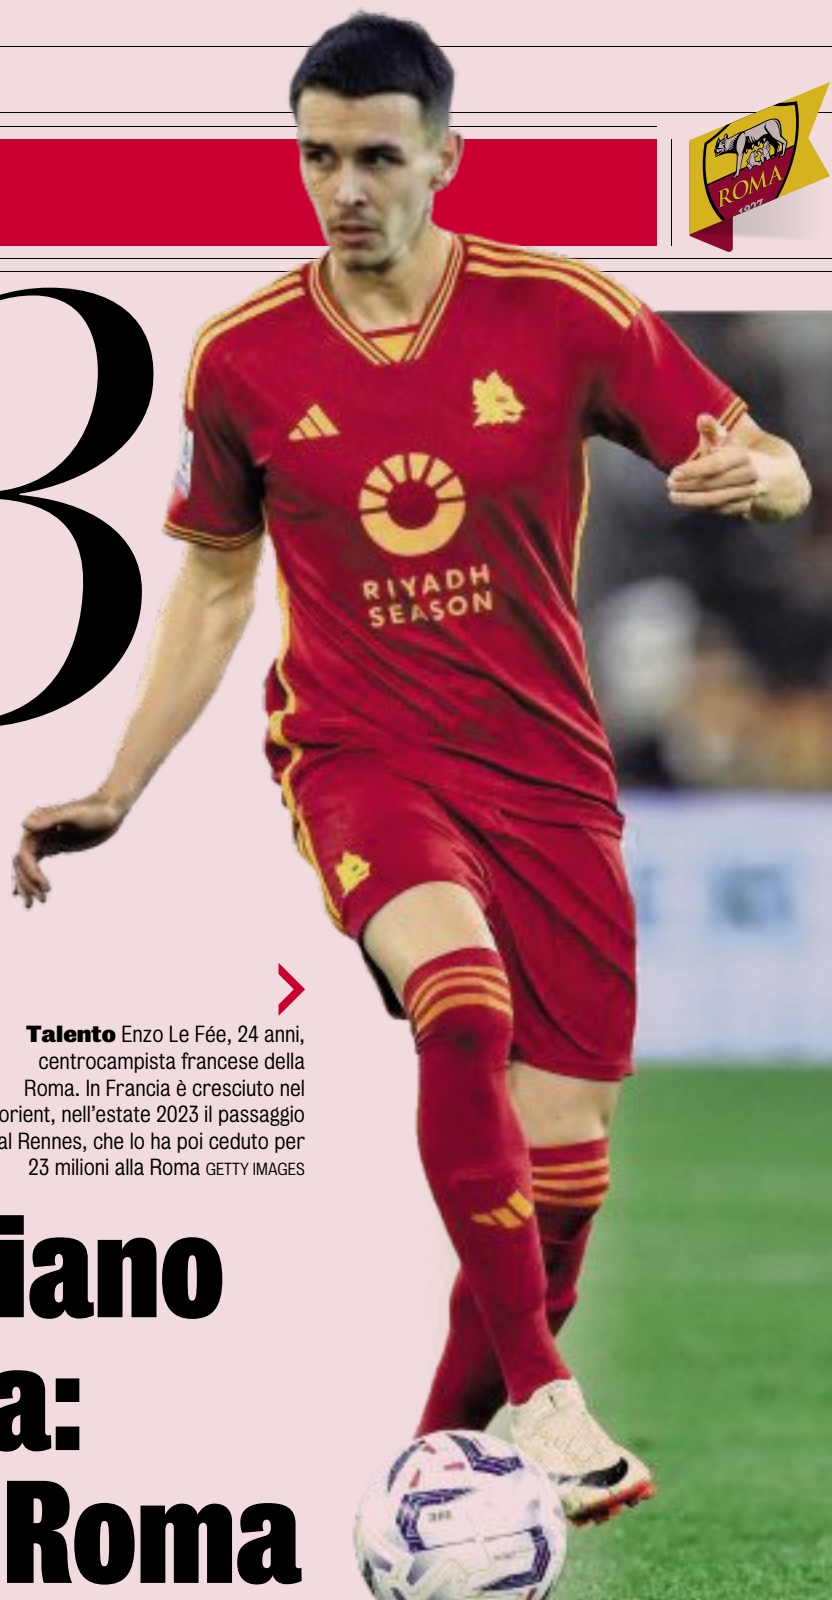 ROMA
1927
3
RIYADH
SEASON
Talento Enzo Le Fée, 24 anni,
centrocampista francese della
Roma. In Francia è cresciuto nel
orient, nell'estate 2023 il passaggio
al Rennes, che lo ha poi ceduto per
23 milioni alla Roma GETTY IMAGES
iano
a:
Roma